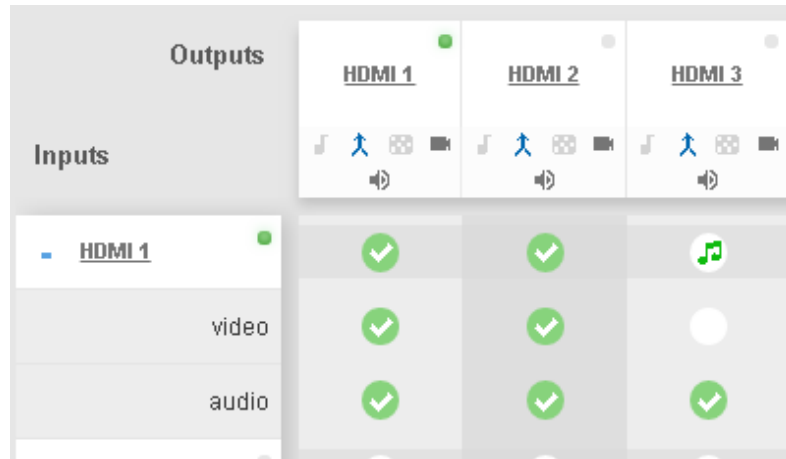 Outputs
HDMI 1
HDMI 2
HDMI 3
Inputs
HDMI 1
video
audio